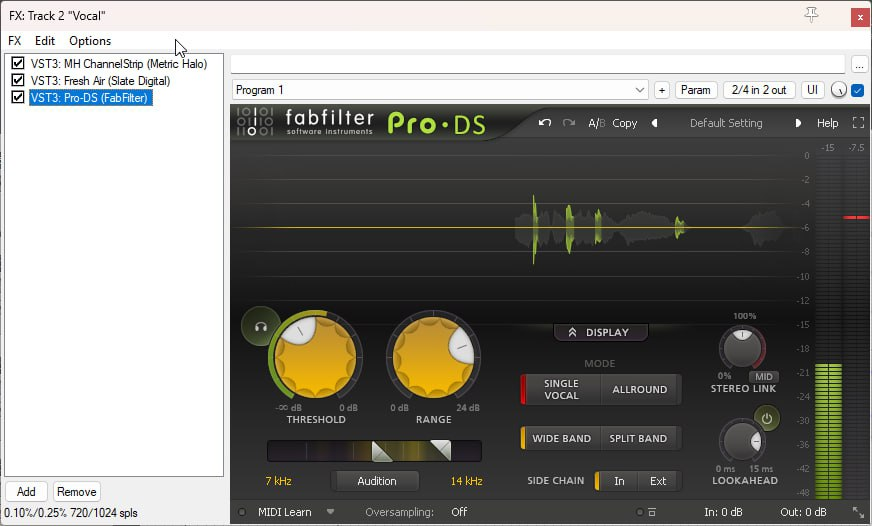 FX: Track 2 "Vocal"
FX Edit Options
VST3: MH ChannelStrip (Metric Halo)
VST3: Fresh Air (Slate Digital)
VST3: Pro-DS (FabFilter)
...
Program 1 + Param 2/4 in 2 out UI
fabfilter
software instruments
Pro·DS
A/B Copy Default Setting Help
-15 -7.5
0
-2
-4
-6
-8
-10
-12
-15
-18
-21
-24
-30
-36
-42
-48
DISPLAY
-∞ dB 0 dB
THRESHOLD
0 dB 24 dB
RANGE
MODE
SINGLE VOCAL
ALLROUND
WIDE BAND SPLIT BAND
SIDE CHAIN In Ext
100%
0% MID
STEREO LINK
0 ms 15 ms
LOOKAHEAD
7 kHz Audition 14 kHz
Add Remove
0.10%/0.25% 720/1024 spls
MIDI Learn Oversampling: Off In: 0 dB Out: 0 dB